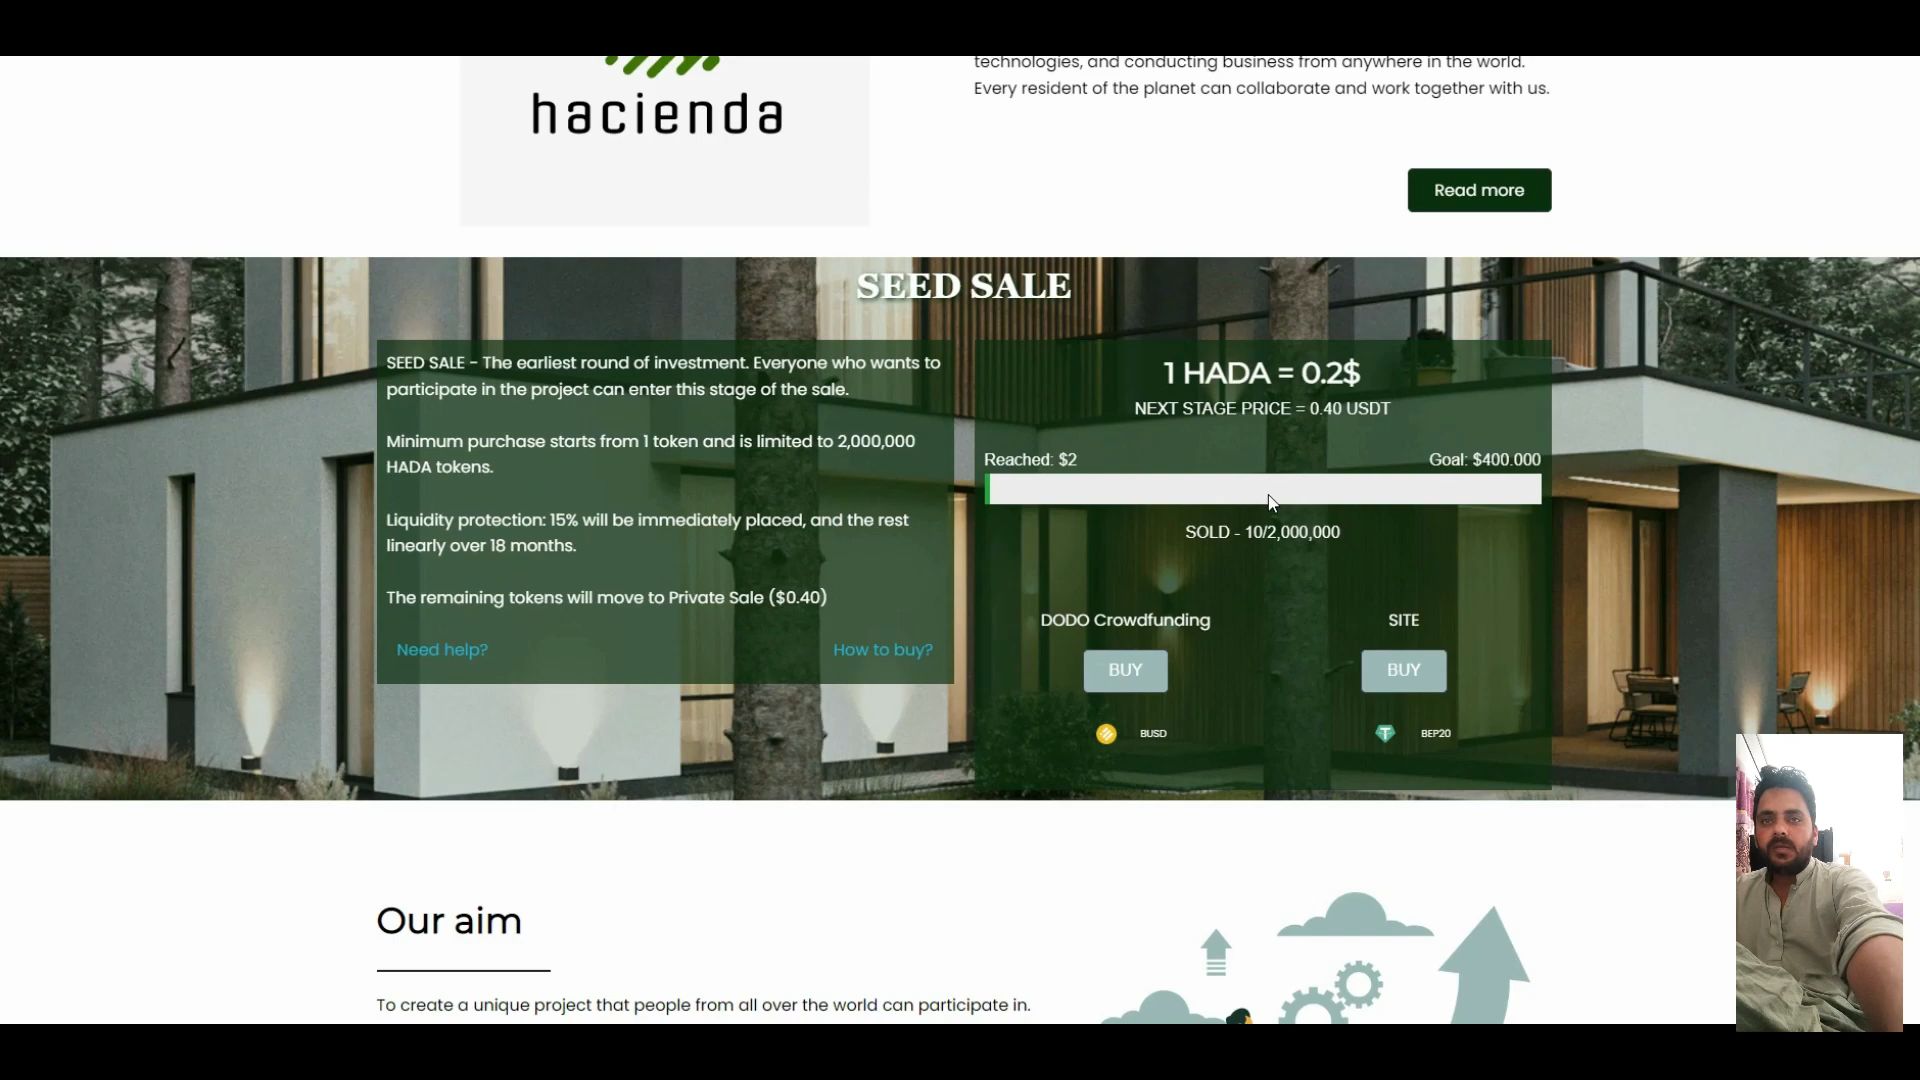 technologies, and conducting business from anywhere in the world.
Every resident of the planet can collaborate and work together with us.
hacienda
Read more
SEED SALE
SEED SALE - The earliest round of investment. Everyone who wants to
participate in the project can enter this stage of the sale.
Minimum purchase starts from 1 token and is limited to 2,000,000
HADA tokens.
Liquidity protection: 15% will be immediately placed, and the rest
linearly over 18 months.
The remaining tokens will move to Private Sale ($0.40)
Need help?
How to buy?
1 HADA = 0.2$
NEXT STAGE PRICE = 0.40 USDT
Reached: $2
Goal: $400.000
SOLD - 10/2,000,000
DODO Crowdfunding
SITE
BUY
BUY
BUSD
BEP20
Our aim
To create a unique project that people from all over the world can participate in.